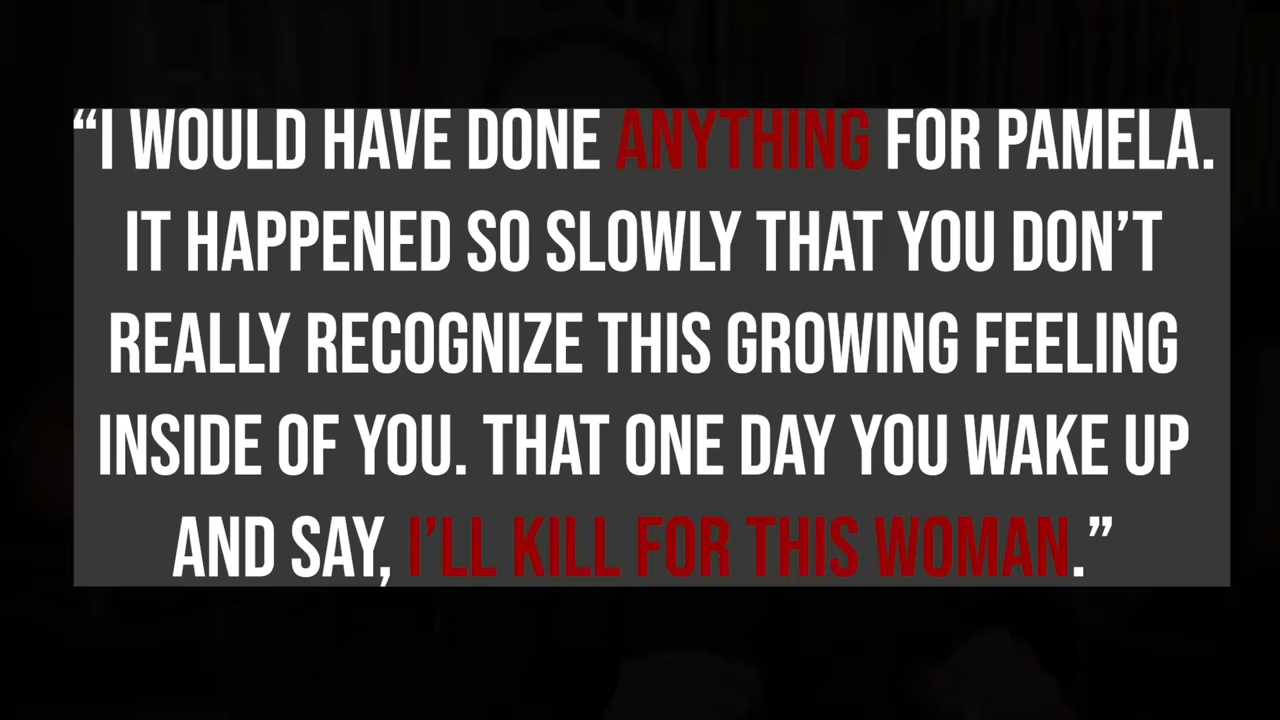 “I WOULD HAVE DONE ANYTHING FOR PAMELA.
IT HAPPENED SO SLOWLY THAT YOU DON’T
REALLY RECOGNIZE THIS GROWING FEELING
INSIDE OF YOU. THAT ONE DAY YOU WAKE UP
AND SAY, I’LL KILL FOR THIS WOMAN.”